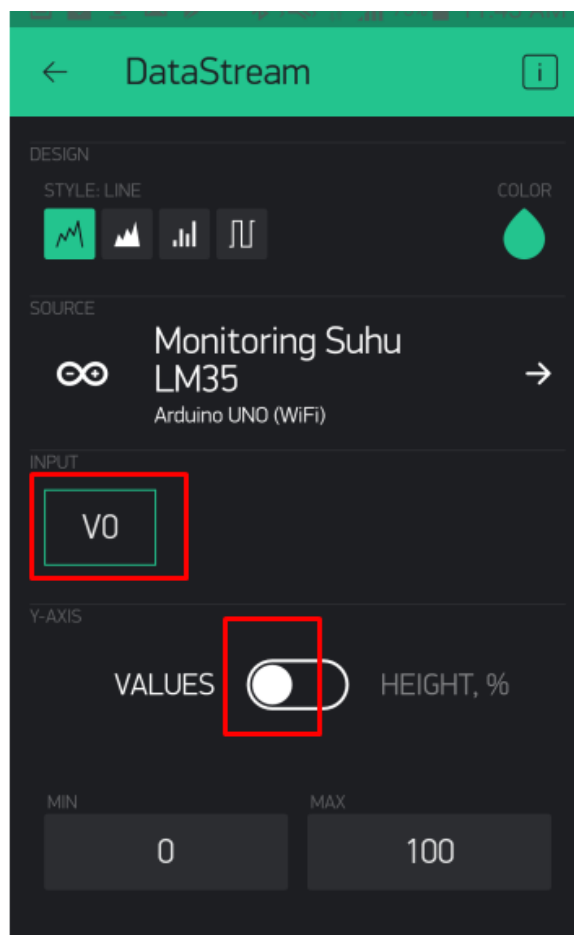 DataStream
i
DESIGN
STYLE: LINE
COLOR
SOURCE
Monitoring Suhu
LM35
Arduino UNO (WiFi)
INPUT
V0
Y-AXIS
VALUES
HEIGHT, %
MIN
MAX
0
100